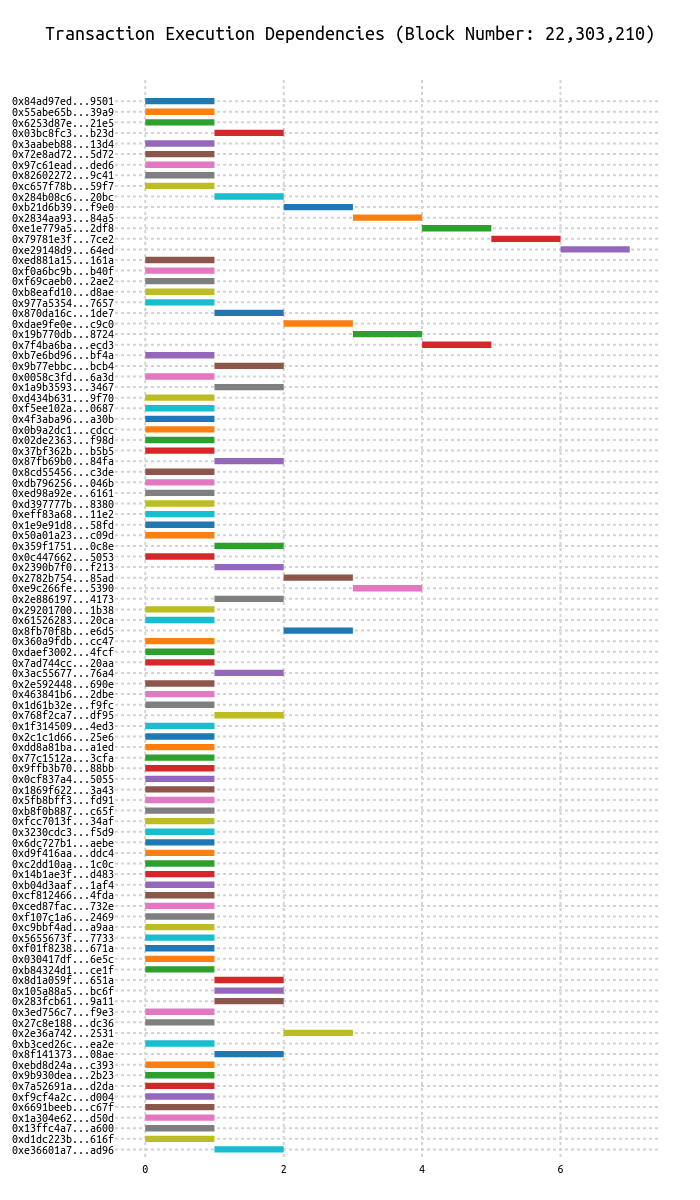 Transaction Execution Dependencies (Block Number: 22,303,210)
0x84ad97ed...9501
0x55abe65b...39a9
0x6253d87e...21e5
0x03bc8fc3...b23d
0x3aabeb88...13d4
0x72e8ad72...5d72
0x97c61ead...ded6
0x82602272...9c41
0xc657f78b...59f7
0x284b08c6...20bc
0xb21d6b39...f9e0
0x2834aa93...84a5
0xe1e779a5...2df8
0x79781e3f...7ce2
0xe29148d9...64ed
0xed881a15...161a
0xf0a6bc9b...b40f
0xf69caeb0...2ae2
0xb8eafd10...d8ae
0x977a5354...7657
0x870da16c...1de7
0xdae9fe0e...c9c0
0x19b770db...8724
0x7f4ba6ba...ecd3
0xb7e6bd96...bf4a
0x9b77ebbc...bcb4
0x0058c3fd...6a3d
0x1a9b3593...3467
0xd434b631...9f70
0xf5ee102a...0687
0x4f3aba96...a30b
0x0b9a2dc1...cdcc
0x02de2363...f98d
0x37bf362b...b5b5
0x87fb69b0...84fa
0x8cd55456...c3de
0xdb796256...046b
0xed98a92e...6161
0xd397777b...8380
0xeff83a68...11e2
0x1e9e91d8...58fd
0x50a01a23...c09d
0x359f1751...0c8e
0x0c447662...5053
0x2390b7f0...f213
0x2782b754...85ad
0xe9c266fe...5390
0x2e886197...4173
0x29201700...1b38
0x61526283...20ca
0x8fb70f8b...e6d5
0x360a9fdb...cc47
0xdaef3002...4fcf
0x7ad744cc...20aa
0x3ac55677...76a4
0x2e592448...690e
0x463841b6...2dbe
0x1d61b32e...f9fc
0x768f2ca7...df95
0x1f314509...4ed3
0x2c1c1d66...25e6
0xdd8a81ba...a1ed
0x77c1512a...3cfa
0x9ffb3b70...88bb
0x0cf837a4...5055
0x1869f622...3a43
0x5fb8bff3...fd91
0xb8f0b887...c65f
0xfcc7013f...34af
0x3230cdc3...f5d9
0x6dc727b1...aebe
0xd9f416aa...ddc4
0xc2dd10aa...1c0c
0x14b1ae3f...d483
0xb04d3aaf...1af4
0xcf812466...4fda
0xced87fac...732e
0xf107c1a6...2469
0xc9bbf4ad...a9aa
0x5655673f...7733
0xf01f8238...671a
0x030417df...6e5c
0xb84324d1...ce1f
0x8d1a059f...651a
0x105a88a5...bc6f
0x283fcb61...9a11
0x3ed756c7...f9e3
0x27c8e188...dc36
0x2e36a742...2531
0xb3ced26c...ea2e
0x8f141373...08ae
0xebd8d24a...c393
0x9b930dea...2b23
0x7a52691a...d2da
0xf9cf4a2c...d004
0x6691beeb...c67f
0x1a304e62...d50d
0x13ffc4a7...a600
0xd1dc223b...616f
0xe36601a7...ad96
0 2 4 6